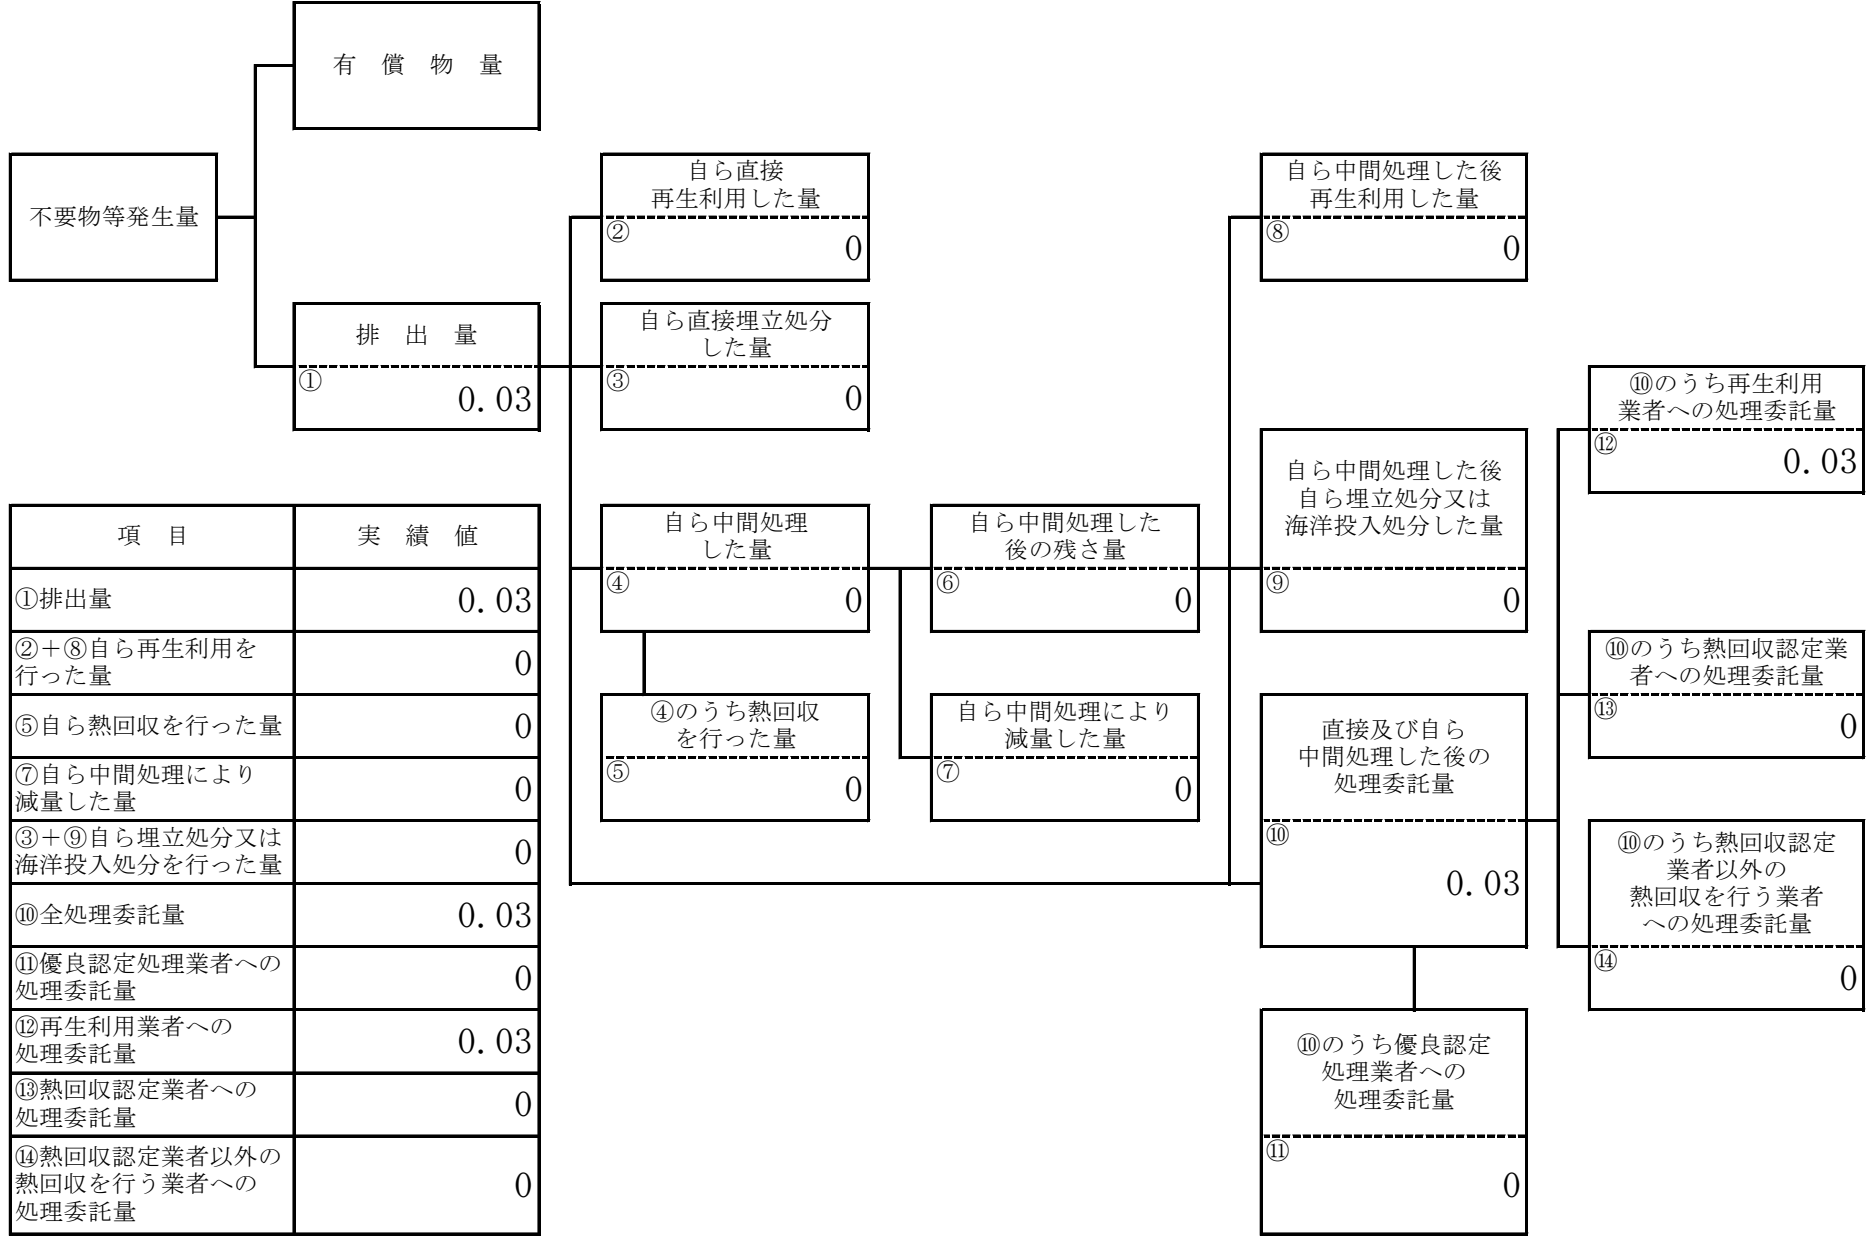 有 償 物 量
不要物等発生量
排 出 量
①
0.03
自ら直接
再生利用した量
②
0
自ら直接埋立処分
した量
③
0
自ら中間処理
した量
④
0
④のうち熱回収
を行った量
⑤
0
自ら中間処理した
後の残さ量
⑥
0
自ら中間処理により
減量した量
⑦
0
自ら中間処理した後
再生利用した量
⑧
0
自ら中間処理した後
自ら埋立処分又は
海洋投入処分した量
⑨
0
直接及び自ら
中間処理した後の
処理委託量
⑩
0.03
⑩のうち優良認定
処理業者への
処理委託量
⑪
0
⑩のうち再生利用
業者への処理委託量
⑫
0.03
⑩のうち熱回収認定業
者への処理委託量
⑬
0
⑩のうち熱回収認定
業者以外の
熱回収を行う業者
への処理委託量
⑭
0
項 目 実 績 値
①排出量 0.03
②+⑧自ら再生利用を
行った量 0
⑤自ら熱回収を行った量 0
⑦自ら中間処理により
減量した量 0
③+⑨自ら埋立処分又は
海洋投入処分を行った量 0
⑩全処理委託量 0.03
⑪優良認定処理業者への
処理委託量 0
⑫再生利用業者への
処理委託量 0.03
⑬熱回収認定業者への
処理委託量 0
⑭熱回収認定業者以外の
熱回収を行う業者への
処理委託量 0